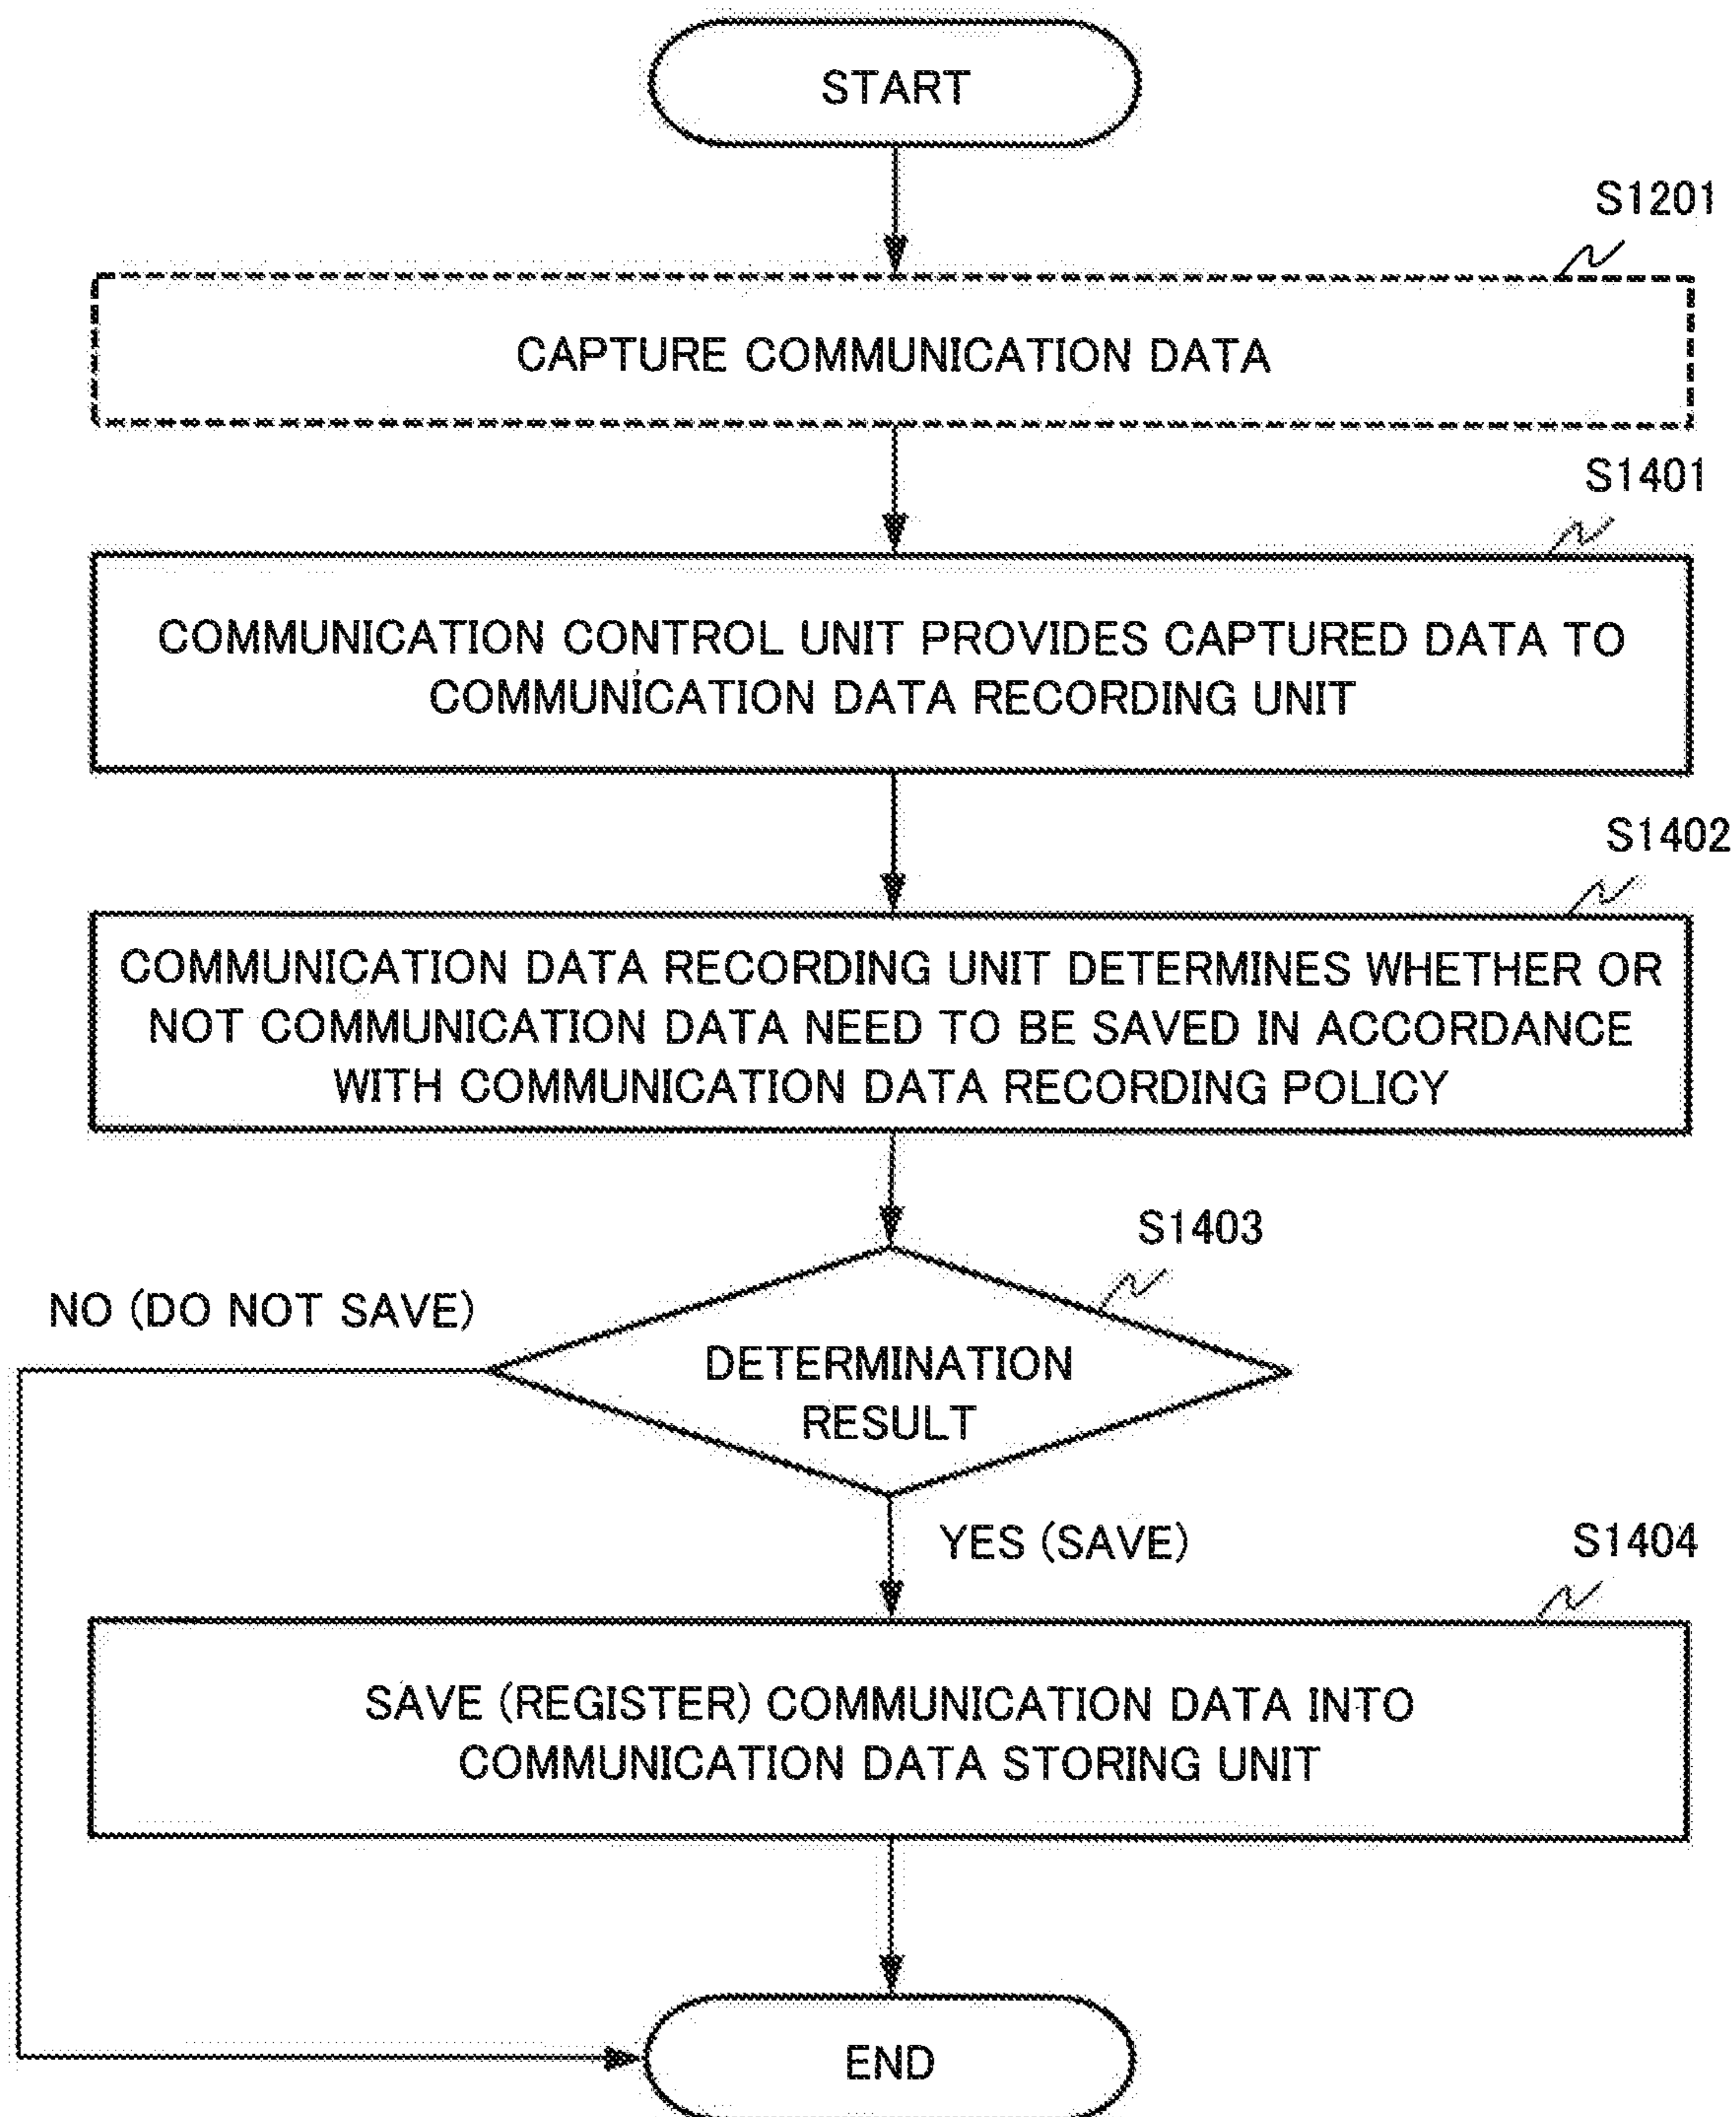 START
S1201
CAPTURE COMMUNICATION DATA
S1401
COMMUNICATION CONTROL UNIT PROVIDES CAPTURED DATA TO
COMMUNICATION DATA RECORDING UNIT
S1402
COMMUNICATION DATA RECORDING UNIT DETERMINES WHETHER OR
NOT COMMUNICATION DATA NEED TO BE SAVED IN ACCORDANCE
WITH COMMUNICATION DATA RECORDING POLICY
S1403
NO (DO NOT SAVE)
DETERMINATION
RESULT
YES (SAVE)
S1404
SAVE (REGISTER) COMMUNICATION DATA INTO
COMMUNICATION DATA STORING UNIT
END